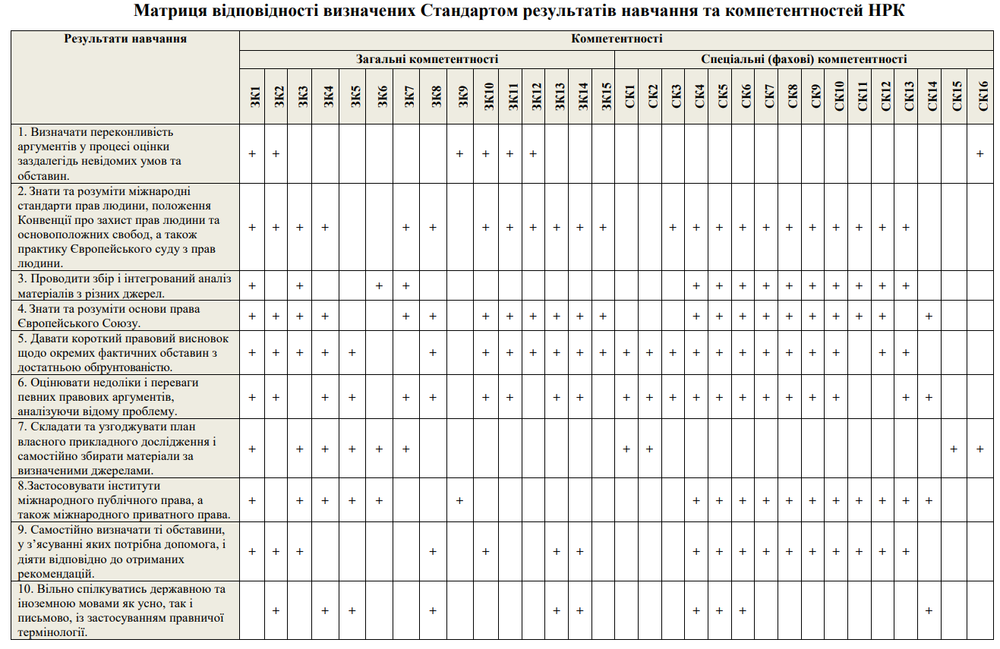 Матриця відповідності визначених Стандартом результатів навчання та компетентностей НРК
Результати навчання
Компетентності
Загальні компетентності
Спеціальні (фахові) компетентності
ЗК1 ЗК2 ЗК3 ЗК4 ЗК5 ЗК6 ЗК7 ЗК8 ЗК9 ЗК10 ЗК11 ЗК12 ЗК13 ЗК14 ЗК15 СК1 СК2 СК3 СК4 СК5 СК6 СК7 СК8 СК9 СК10 СК11 СК12 СК13 СК14 СК15 СК16
1. Визначати переконливість
аргументів у процесі оцінки
заздалегідь невідомих умов та
обставин.
+ + + + + + +
2. Знати та розуміти міжнародні
стандарти прав людини, положення
Конвенції про захист прав людини та
основоположних свобод, а також
практику Європейського суду з прав
людини.
+ + + + + + + + + + + + + + + + + + + + + + +
3. Проводити збір і інтегрований аналіз
матеріалів з різних джерел.
+ + + + + + + + + + + + + +
4. Знати та розуміти основи права
Європейського Союзу.
+ + + + + + + + + + + + + + + + + + + + + +
5. Давати короткий правовий висновок
щодо окремих фактичних обставин з
достатньою обґрунтованістю.
+ + + + + + + + + + + + + + + + + + + + + + + +
6. Оцінювати недоліки і переваги
певних правових аргументів,
аналізуючи відому проблему.
+ + + + + + + + + + + + + + + + + + + + + +
7. Складати та узгоджувати план
власного прикладного дослідження і
самостійно збирати матеріали за
визначеними джерелами.
+ + + + + + + + + +
8.Застосовувати інститути
міжнародного публічного права, а
також міжнародного приватного права.
+ + + + + + + + + + + + + + + + +
9. Самостійно визначати ті обставини,
у з’ясуванні яких потрібна допомога, і
діяти відповідно до отриманих
рекомендацій.
+ + + + + + + + + + + + + + + + +
10. Вільно спілкуватись державною та
іноземною мовами як усно, так і
письмово, із застосуванням правничої
термінології.
+ + + + + + + + + +